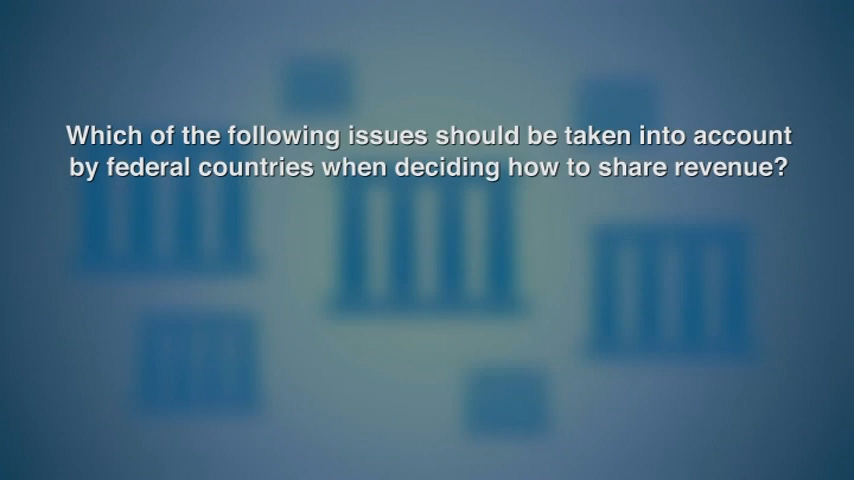 Which of the following issues should be taken into account
by federal countries when deciding how to share revenue?